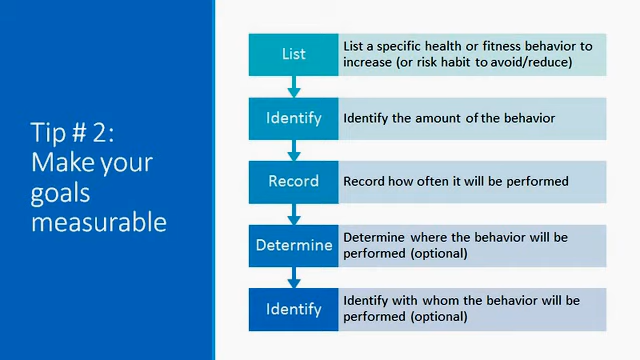 Tip # 2:
Make your
goals
measurable
List
List a specific health or fitness behavior to
increase (or risk habit to avoid/reduce)
Identify
Identify the amount of the behavior
Record
Record how often it will be performed
Determine
Determine where the behavior will be
performed (optional)
Identify
Identify with whom the behavior will be
performed (optional)